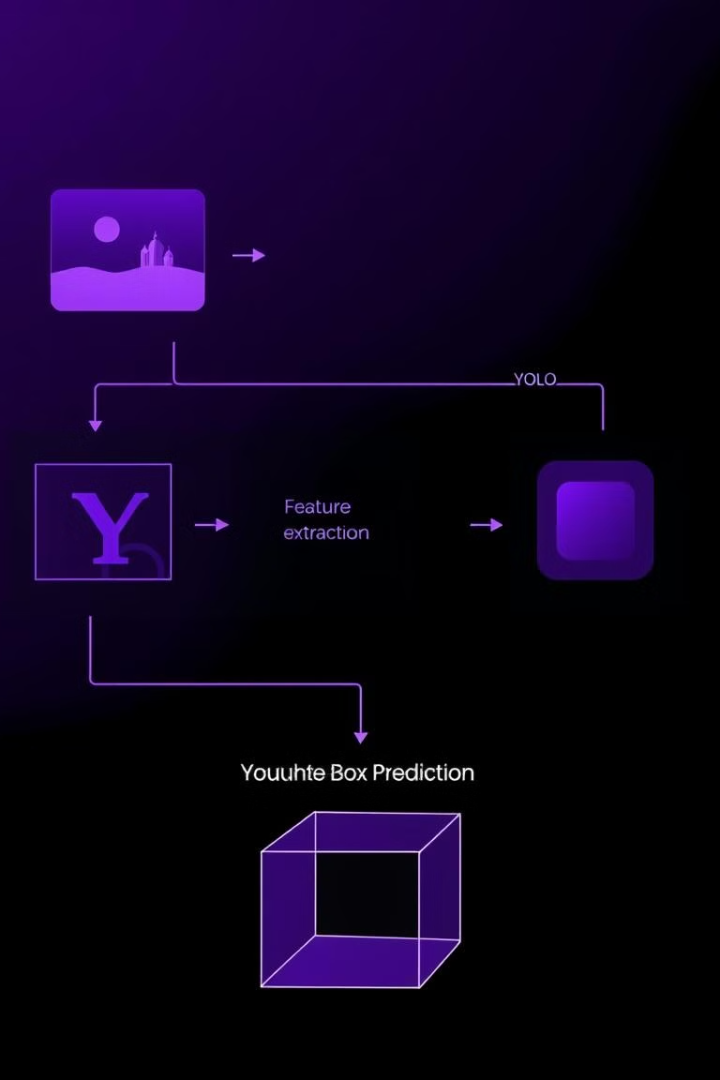 YOLO
Y
Feature
extraction
Youuhte Box Prediction